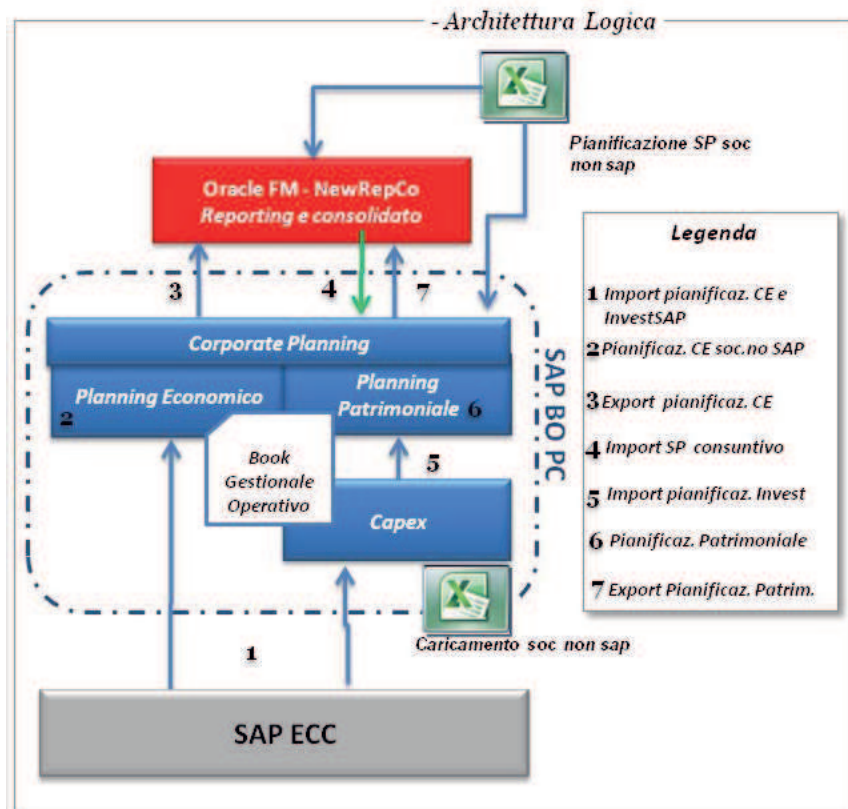 - Architettura Logica
Pianificazione SP soc
non sap
Oracle FM - NewRepCo
Reporting e consolidato
3
4
7
Corporate Planning
Planning Economico
2
Planning
Patrimoniale 6
Book
Gestionale
Operativo
5
Capex
SAP BO PC
Caricamento soc non sap
1
SAP ECC
Legenda
1 Import pianificaz. CE e
InvestSAP
2 Pianificaz. CE soc.no SAP
3 Export pianificaz. CE
4 Import SP consuntivo
5 Import pianificaz. Invest
6 Pianificaz. Patrimoniale
7 Export Pianificaz. Patrim.